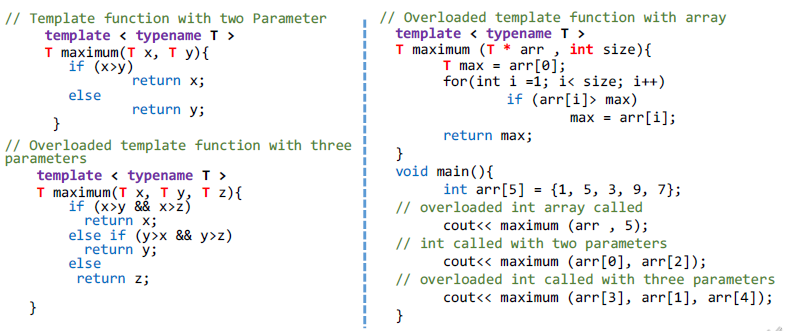 // Template function with two Parameter
template < typename T >
T maximum(T x, T y){
if (x>y)
return x;
else
return y;
}
// Overloaded template function with three
parameters
template < typename T >
T maximum(T x, T y, T z){
if (x>y && x>z)
return x;
else if (y>x && y>z)
return y;
else
return z;
}
// Overloaded template function with array
template < typename T >
T maximum (T * arr , int size){
T max = arr[0];
for(int i =1; i< size; i++)
if (arr[i]> max)
max = arr[i];
return max;
}
void main(){
int arr[5] = {1, 5, 3, 9, 7};
// overloaded int array called
cout<< maximum (arr , 5);
// int called with two parameters
cout<< maximum (arr[0], arr[2]);
// overloaded int called with three parameters
cout<< maximum (arr[3], arr[1], arr[4]);
}